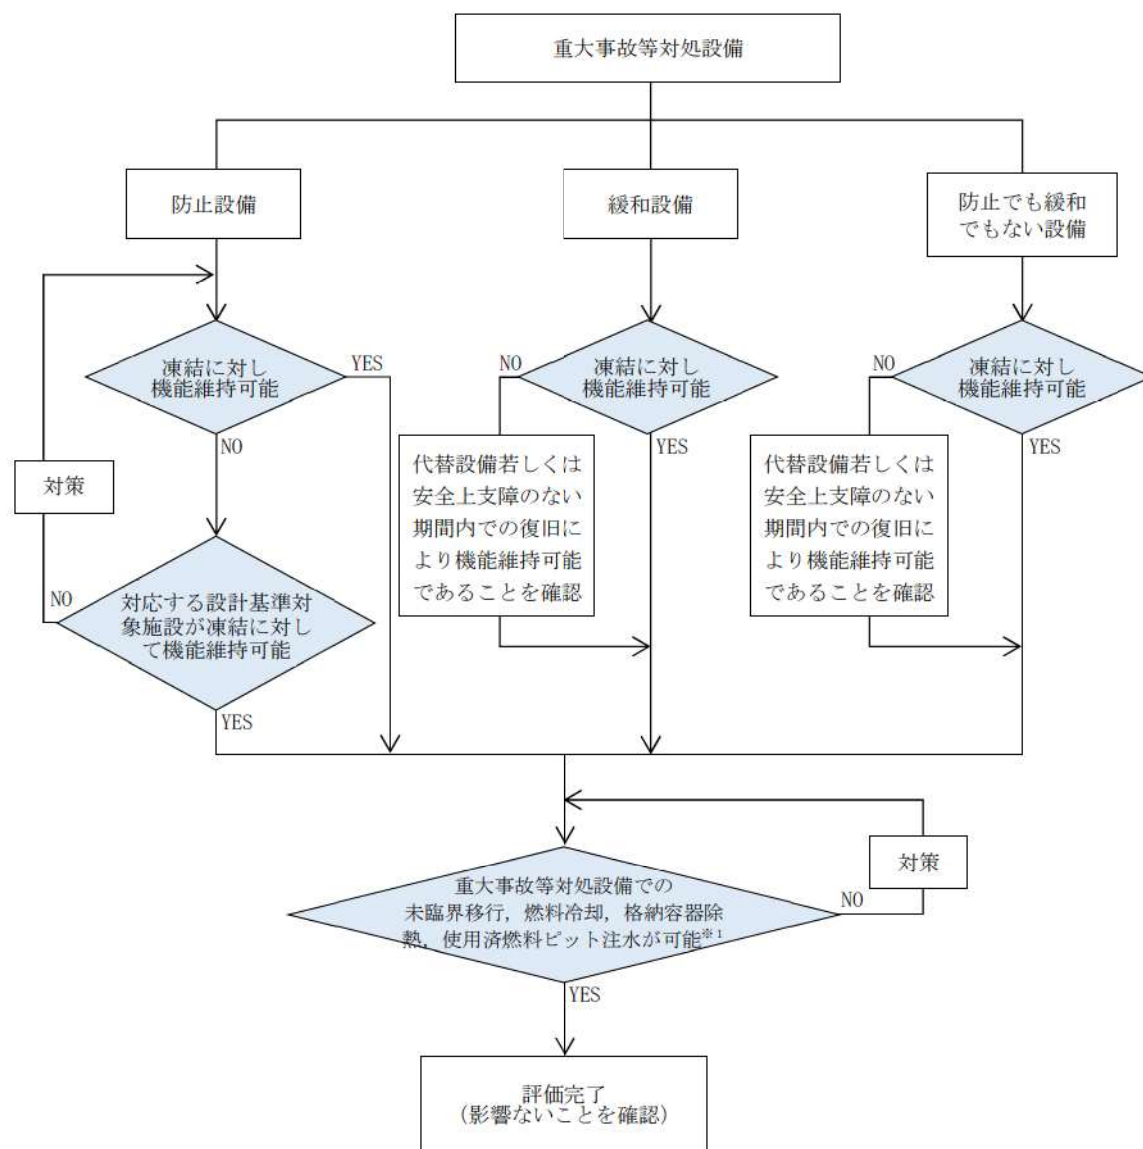 重大事故等対処設備
防止設備
緩和設備
防止でも緩和
でもない設備
凍結に対し
機能維持可能
YES
NO
凍結に対し
機能維持可能
NO
YES
凍結に対し
機能維持可能
NO
YES
対策
代替設備若しくは
安全上支障のない
期間内での復旧に
より機能維持可能
であることを確認
代替設備若しくは
安全上支障のない
期間内での復旧に
より機能維持可能
であることを確認
対応する設計基準対
象施設が凍結に対し
て機能維持可能
NO
YES
対策
重大事故等対処設備での
未臨界移行，燃料冷却，格納容器除
熱，使用済燃料ピット注水が可能※１
NO
YES
評価完了
（影響ないことを確認）